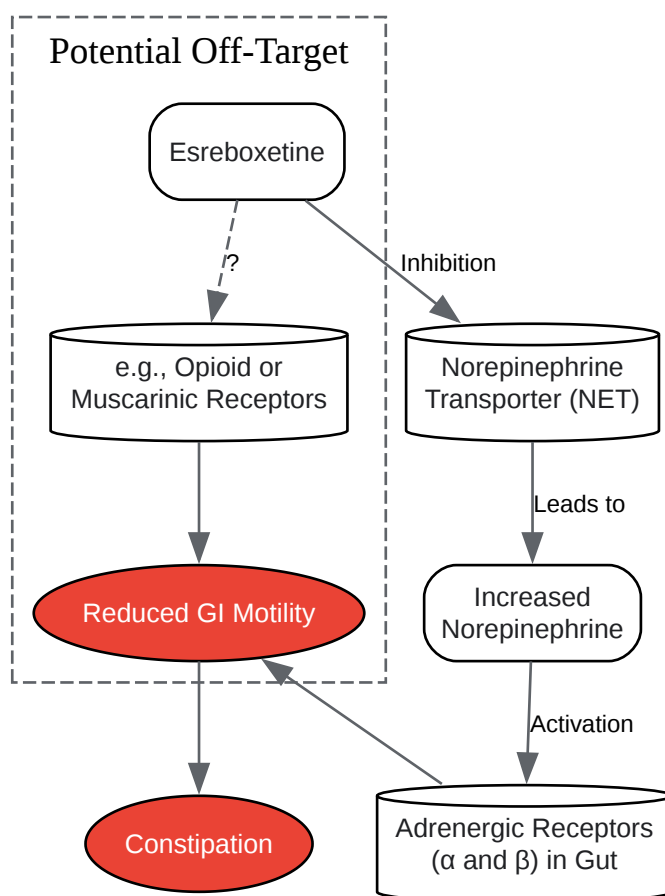 Potential Off-Target
Esreboxetine
?
Inhibition
e.g., Opioid or
Muscarinic Receptors
Norepinephrine
Transporter (NET)
Leads to
Reduced GI Motility
Increased
Norepinephrine
Activation
Constipation
Adrenergic Receptors
(α and β) in Gut